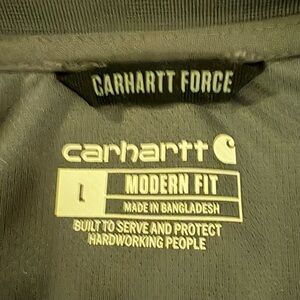 CARHARTT FORCE
carhartt
L MODERN FIT
MADE IN BANGLADESH
BUILT TO SERVE AND PROTECT
HARDWORKING PEOPLE